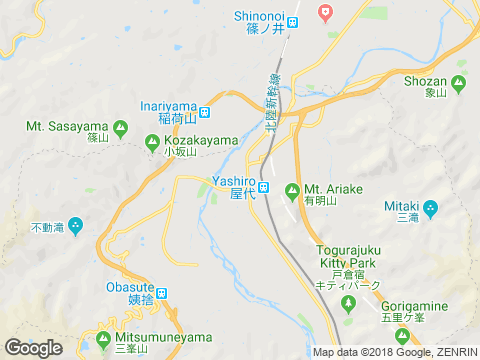 Shinonoi
篠ノ井
北陸新幹線
Shozan
象山
Inariyama
稲荷山
Mt. Sasayama
篠山
Kozakayama
小坂山
Yashiro
屋代
Mt. Ariake
有明山
Mitaki
三滝
不動滝
Togurajuku
Kitty Park
戸倉宿
キティパーク
Obasute
姨捨
Gorigamine
五里ケ峯
Mitsumuneyama
三峯山
Google
Map data ©2018 Google, ZENRIN